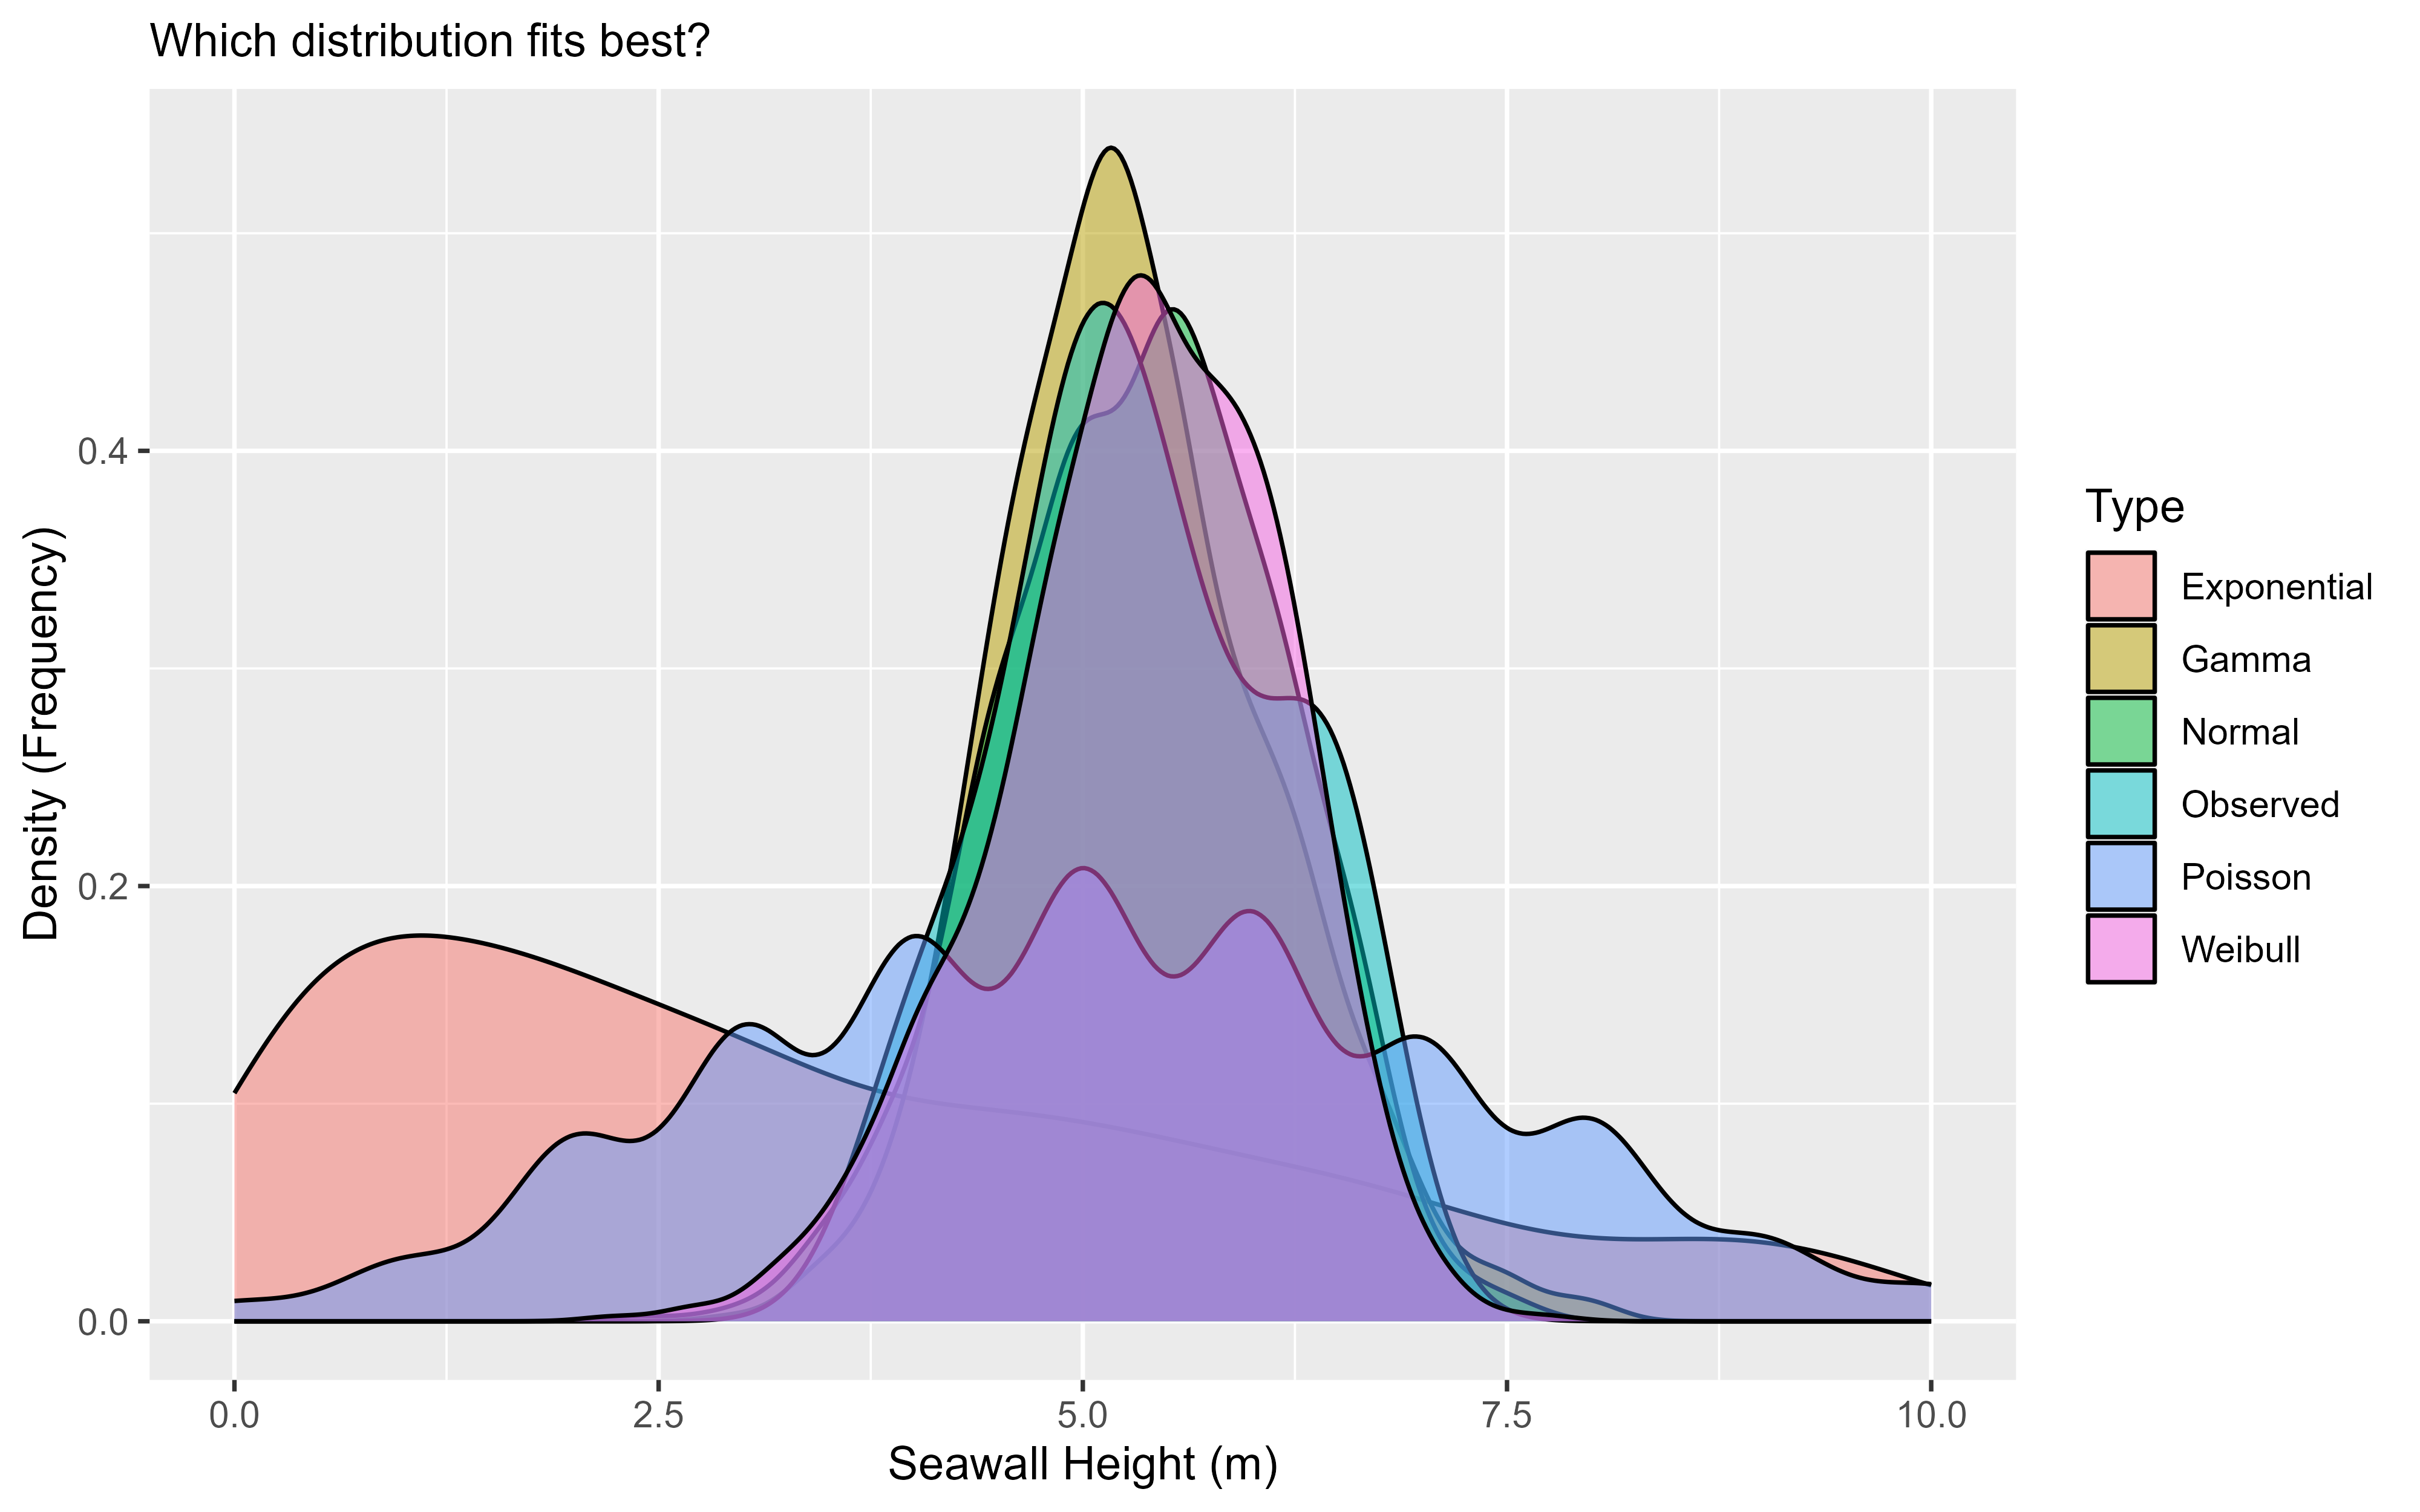 Which distribution fits best?
Density (Frequency)
0.4
0.2
0.0
0.0
2.5
5.0
7.5
10.0
Seawall Height (m)
Type
Exponential
Gamma
Normal
Observed
Poisson
Weibull